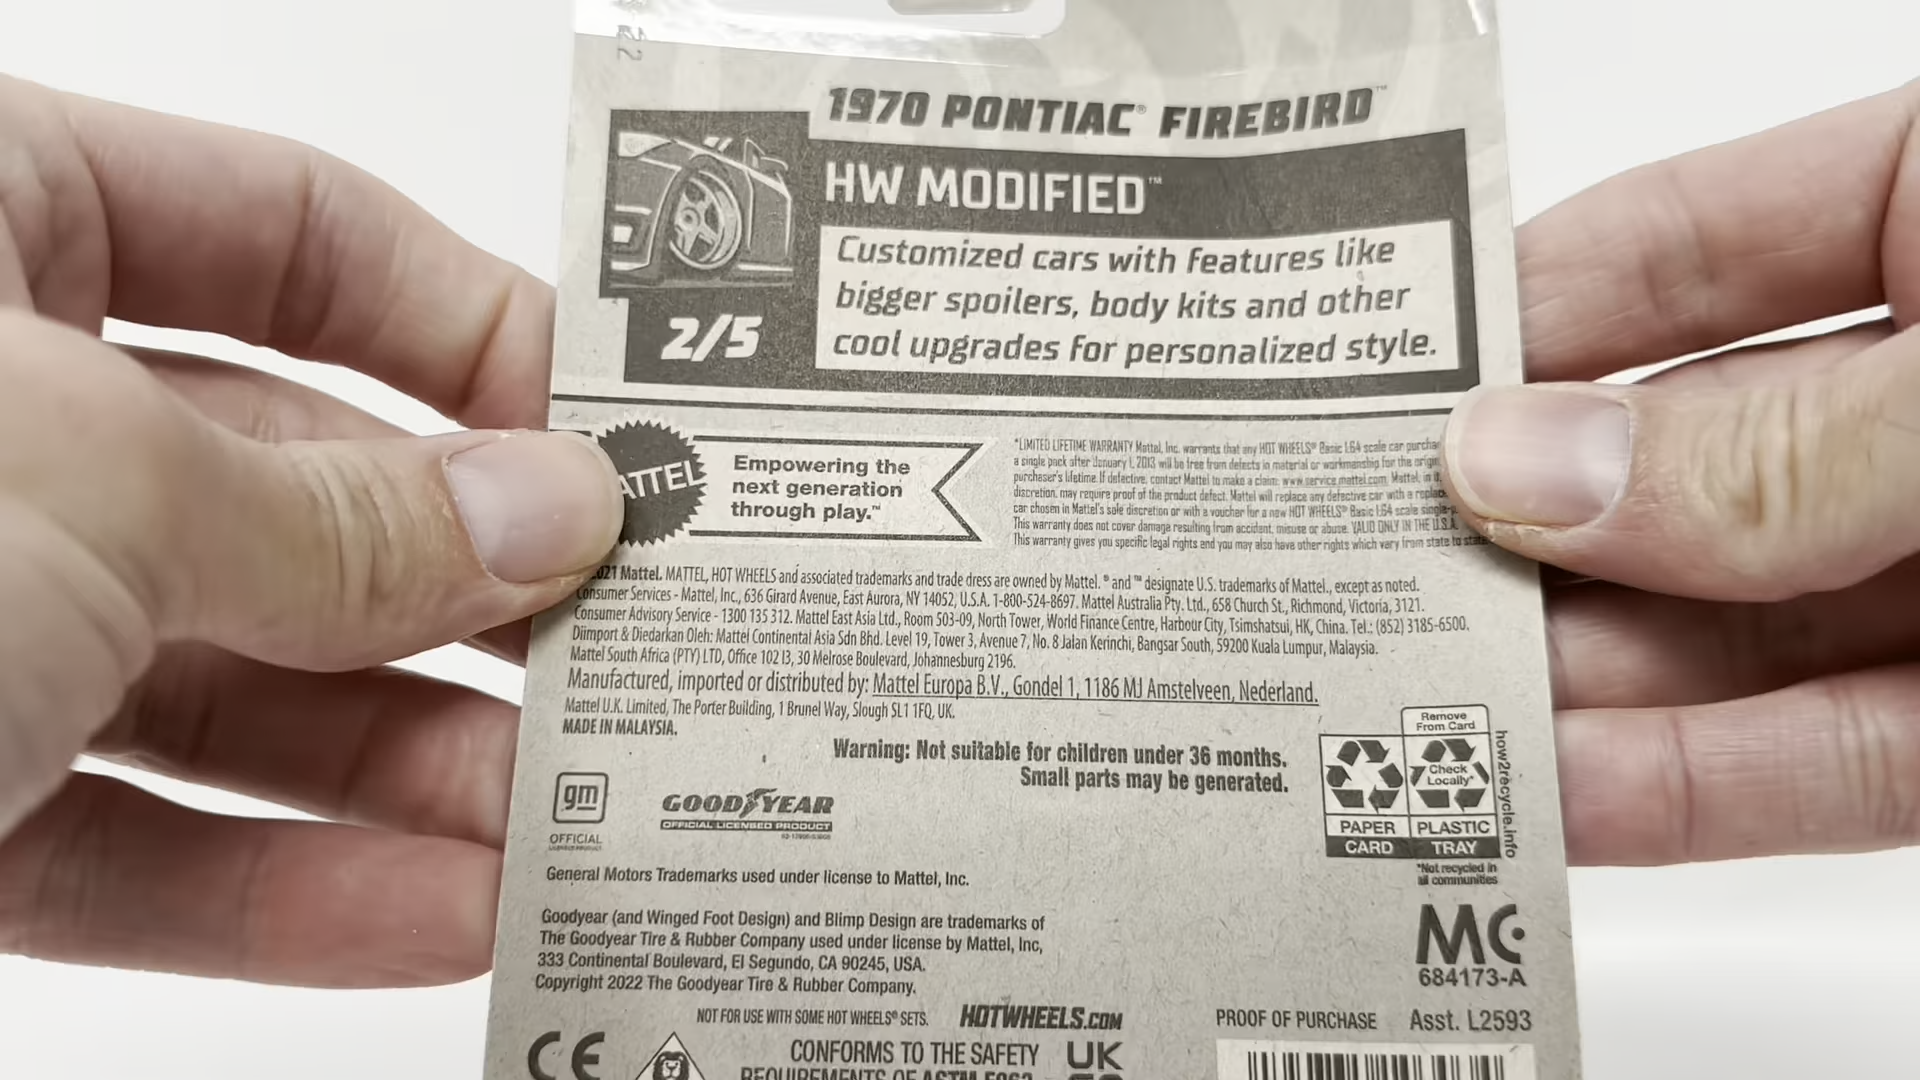 1970 PONTIAC® FIREBIRD™
HW MODIFIED™
Customized cars with features like
bigger spoilers, body kits and other
cool upgrades for personalized style.
2/5
ATTEL
Empowering the
next generation
through play.™
*LIMITED LIFETIME WARRANTY Mattel, Inc. warrants that any HOT WHEELS® Basic 1:64 scale car purcha
a single pack after January 1, 2013 will be free from defects in material or workmanship for the origin
purchaser's lifetime. If defective, contact Mattel to make a claim: www.service.mattel.com. Mattel, in it
discretion, may require proof of the product defect. Mattel will replace any defective car with a replac
car chosen in Mattel's sole discretion or with a voucher for a new HOT WHEELS® Basic 1:64 scale single-p
This warranty does not cover damage resulting from accident, misuse or abuse. VALID ONLY IN THE U.S.A.
This warranty gives you specific legal rights and you may also have other rights which vary from state to state
021 Mattel. MATTEL, HOT WHEELS and associated trademarks and trade dress are owned by Mattel. ® and ™ designate U.S. trademarks of Mattel., except as noted.
Consumer Services - Mattel, Inc., 636 Girard Avenue, East Aurora, NY 14052, U.S.A. 1-800-524-8697. Mattel Australia Pty. Ltd., 658 Church St., Richmond, Victoria, 3121.
Consumer Advisory Service - 1300 135 312. Mattel East Asia Ltd., Room 503-09, North Tower, World Finance Centre, Harbour City, Tsimshatsui, HK, China. Tel.: (852) 3185-6500.
Diimport & Diedarkan Oleh: Mattel Continental Asia Sdn Bhd. Level 19, Tower 3, Avenue 7, No. 8 Jalan Kerinchi, Bangsar South, 59200 Kuala Lumpur, Malaysia.
Mattel South Africa (PTY) LTD, Office 102 I3, 30 Melrose Boulevard, Johannesburg 2196.
Manufactured, imported or distributed by: Mattel Europa B.V., Gondel 1, 1186 MJ Amstelveen, Nederland.
Mattel U.K. Limited, The Porter Building, 1 Brunel Way, Slough SL1 1FQ, UK.
MADE IN MALAYSIA.
Warning: Not suitable for children under 36 months.
Small parts may be generated.
Remove
From Card
Check
Locally*
PAPER
CARD
PLASTIC
TRAY
how2recycle.info
*Not recycled in
all communities
gm
OFFICIAL
LICENSED PRODUCT
GOODYEAR
OFFICIAL LICENSED PRODUCT
General Motors Trademarks used under license to Mattel, Inc.
Goodyear (and Winged Foot Design) and Blimp Design are trademarks of
The Goodyear Tire & Rubber Company used under license by Mattel, Inc,
333 Continental Boulevard, El Segundo, CA 90245, USA.
Copyright 2022 The Goodyear Tire & Rubber Company.
MC
684173-A
NOT FOR USE WITH SOME HOT WHEELS® SETS.
HOTWHEELS.COM
PROOF OF PURCHASE
Asst. L2593
CE
CONFORMS TO THE SAFETY
REQUIREMENTS OF ASTM F963
UK